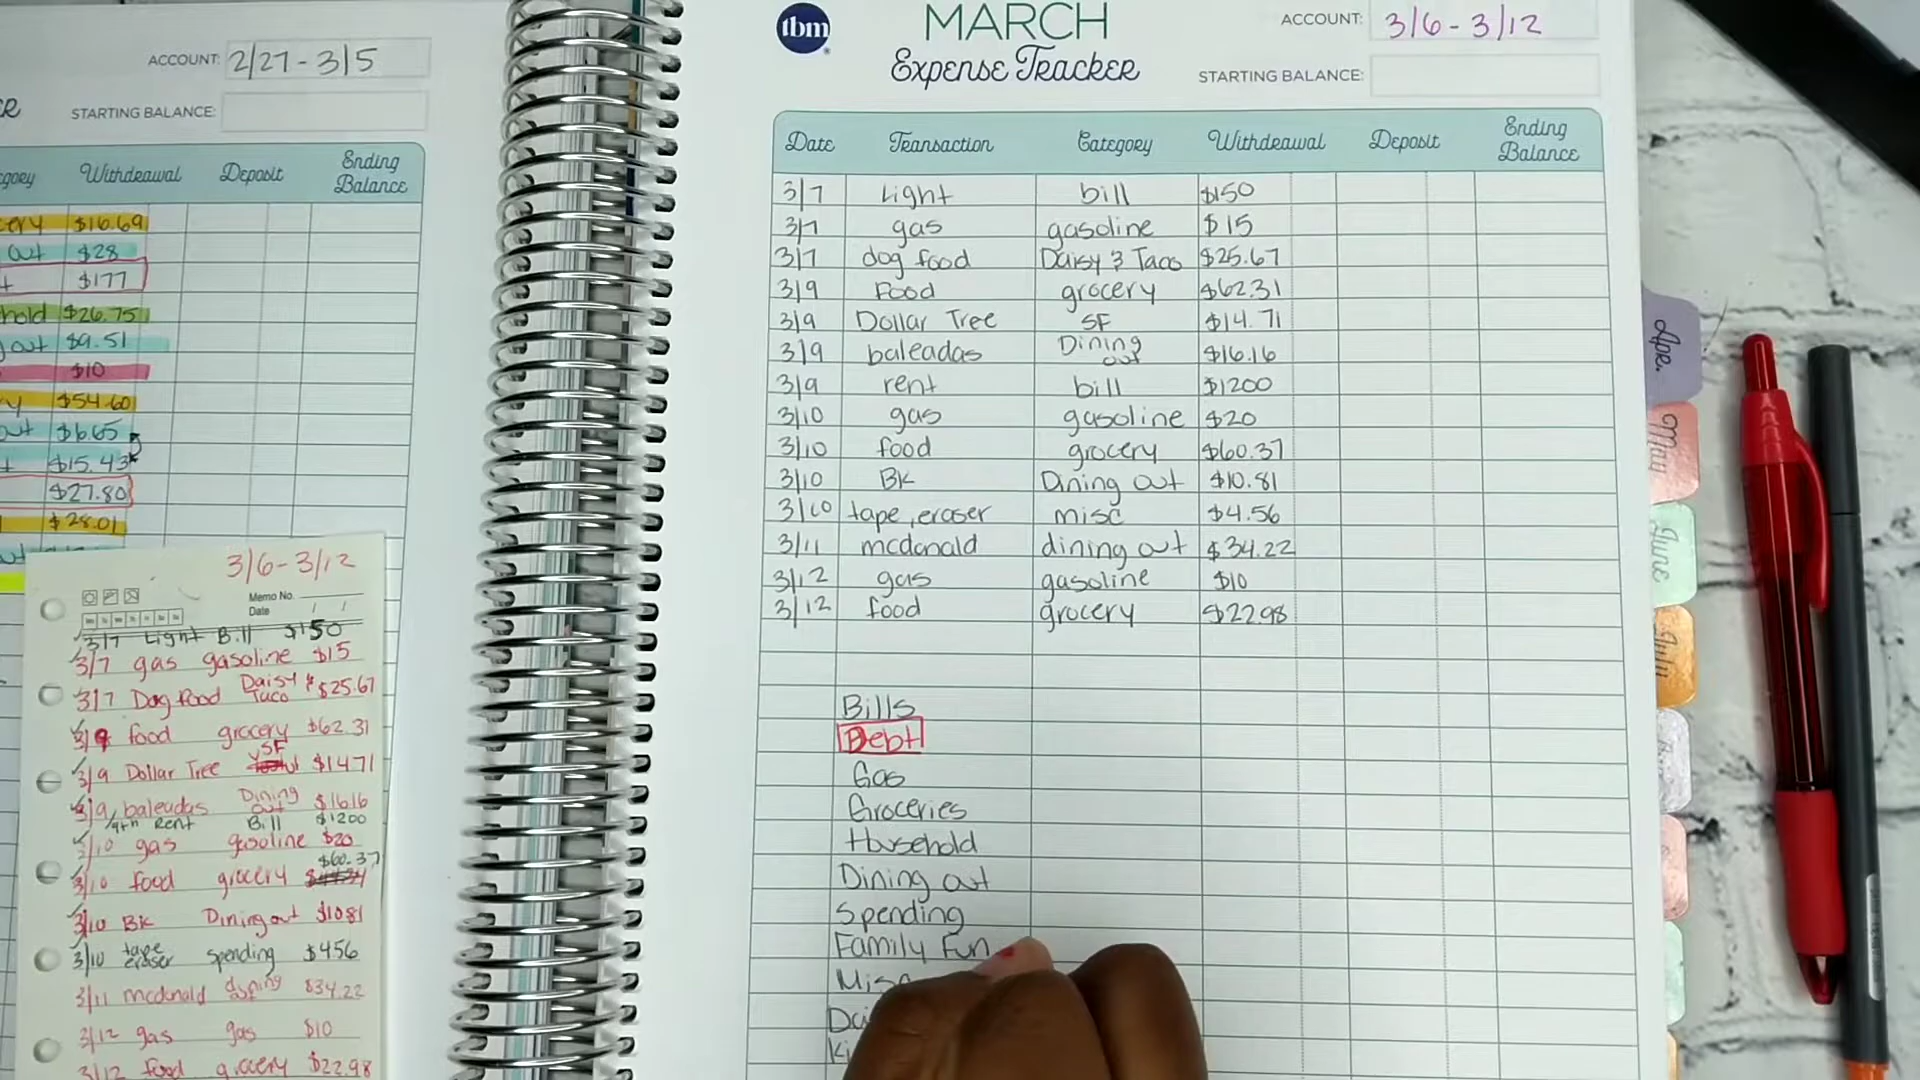 ACCOUNT: 2/27 - 3/5
STARTING BALANCE:
Withdrawal Deposit Ending Balance
$16.69
out $28
$177
hold $26.75
out $9.51
$10
$54.60
out $6.65
$15.43
$27.80
$28.01
3/6 - 3/12
Memo No.
Date / /
3/7 Light Bill $150
3/7 gas gasoline $15
3/7 Dog Food Daisy & Taco $25.67
3/9 food grocery $62.31
3/9 Dollar Tree SF $14.71
3/9 baleadas Dining out $16.16
9th Rent Bill $1200
3/10 gas gasoline $20
3/10 food grocery $60.37
3/10 BK Dining out $10.81
3/10 tape eraser spending $4.56
3/11 mcdonald dining out $34.22
3/12 gas gas $10
3/12 food grocery $22.98
tbm
MARCH
Expense Tracker
ACCOUNT: 3/6 - 3/12
STARTING BALANCE:
Date Transaction Category Withdrawal Deposit Ending Balance
3/7 Light bill $150
3/7 gas gasoline $15
3/7 dog food Daisy & Taco $25.67
3/9 Food grocery $62.31
3/9 Dollar Tree SF $14.71
3/9 baleadas Dining out $16.16
3/9 rent bill $1200
3/10 gas gasoline $20
3/10 food grocery $60.37
3/10 BK Dining out $10.81
3/10 tape, eraser misc $4.56
3/11 mcdonald dining out $34.22
3/12 gas gasoline $10
3/12 food grocery $22.98
Bills
Debt
Gas
Groceries
Household
Dining out
Spending
Family Fun
Misc
Apr.
May
June
July